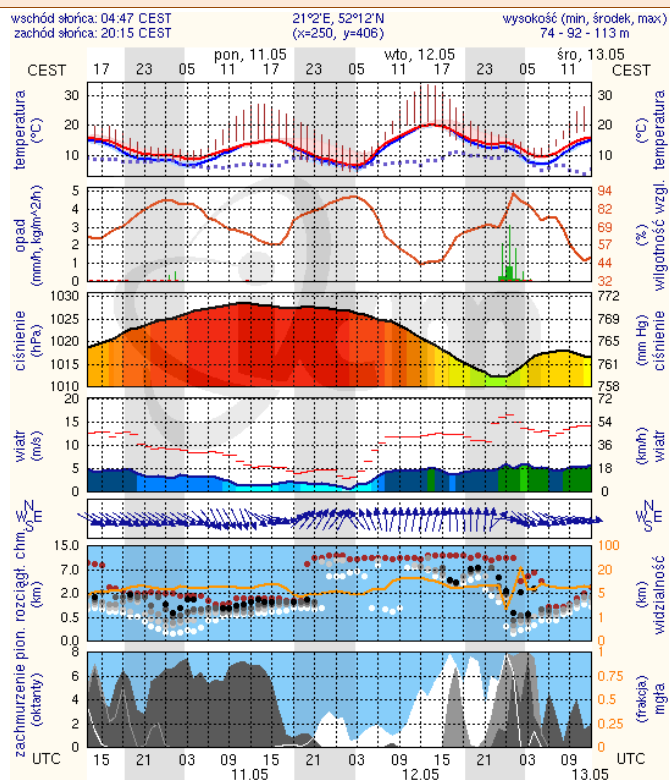 wschód słońca: 04:47 CEST 21°2'E, 52°12'N wysokość (min, środek, max)
zachód słońca: 20:15 CEST (x=250, y=406) 74 - 92 - 113 m
pon, 11.05 wto, 12.05 śro, 13.05
CEST 17 23 05 11 17 23 05 11 17 23 05 11 CEST
temperatura (°C) 30 20 10 30 20 10 temperatura (°C)
opad (mm/h, kg/m^2/h) 5 4 3 2 1 0 94 82 69 57 44 32 wilgotność wzgl. (%)
ciśnienie (hPa) 1030 1025 1020 1015 1010 772 769 765 761 758 (mm Hg) ciśnienie
wiatr (m/s) 20 15 10 5 0 72 54 36 18 0 (km/h) wiatr
N W E S N W E S
zachmurzenie pion. rozciągł. chm. (km) 15.0 7.0 2.0 0.5 0.0 100 20 5 1 0 (km) widzialność
(oktanty) 8 6 4 2 0 1 0.75 0.5 0.25 0 (frakcja) mgła
UTC 15 21 03 09 15 21 03 09 15 21 03 09 UTC
11.05 12.05 13.05